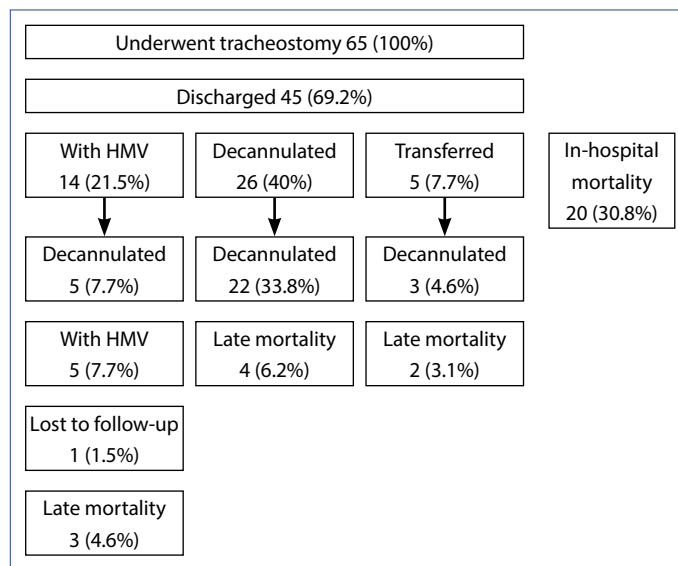 Underwent tracheostomy 65 (100%)
Discharged 45 (69.2%)
With HMV
14 (21.5%)
Decannulated
26 (40%)
Transferred
5 (7.7%)
In-hospital
mortality
20 (30.8%)
Decannulated
5 (7.7%)
Decannulated
22 (33.8%)
Decannulated
3 (4.6%)
With HMV
5 (7.7%)
Late mortality
4 (6.2%)
Late mortality
2 (3.1%)
Lost to follow-up
1 (1.5%)
Late mortality
3 (4.6%)